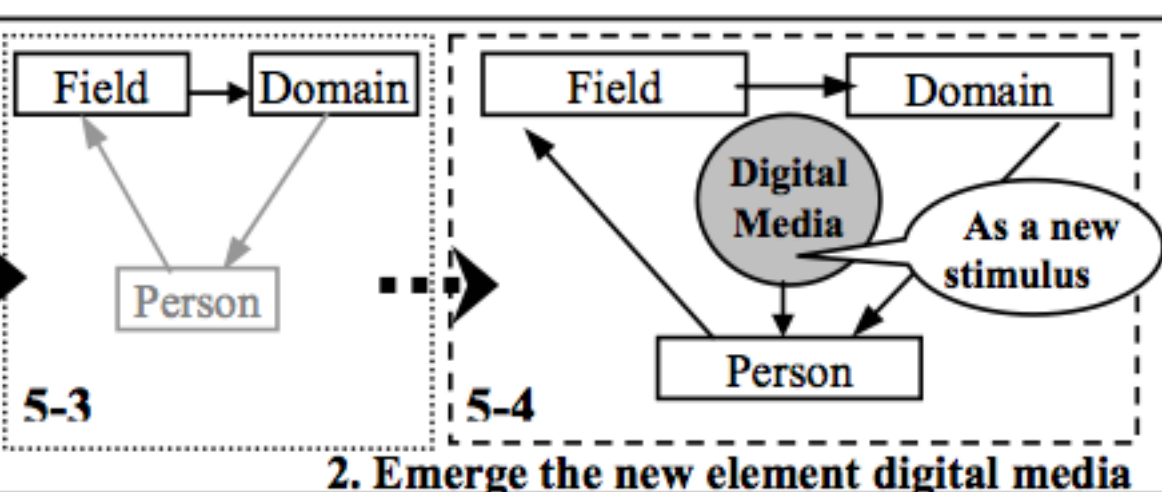 Field
Domain
Person
5-3
Field
Domain
Digital
Media
As a new
stimulus
Person
5-4
2. Emerge the new element digital media